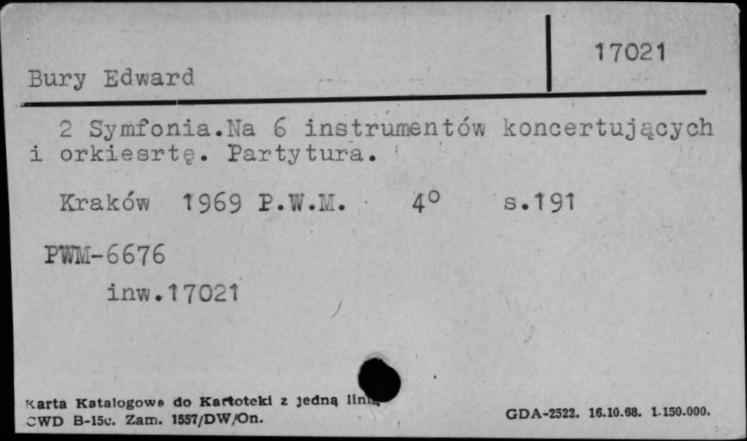 17021
Bury Edward
2 Symfonia.Na 6 instrumentów koncertujących
i orkiesrtę. Partytura.
Kraków 1969 P.W.M. 4° s.191
PWM-6676
inw.17021
Karta Katalogowa do Kartoteki z jedną linią
CWD B-15c. Zam. 1557/DW/On.
GDA-2522. 16.10.68. 1.150.000.